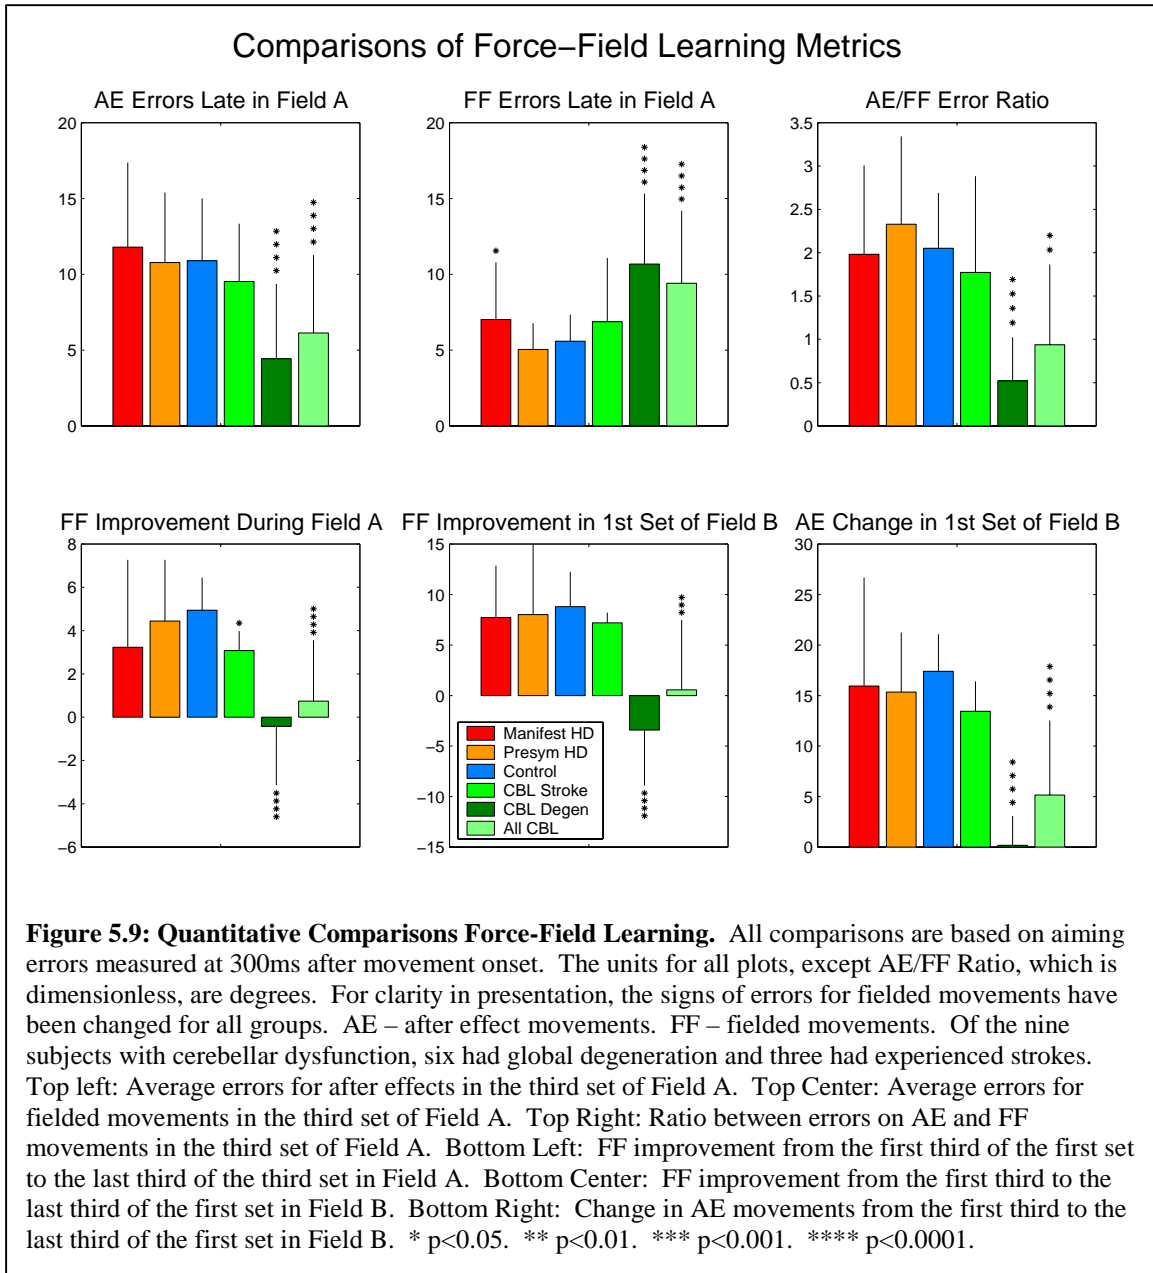 Comparisons of Force−Field Learning Metrics
AE Errors Late in Field A
20
15
10
5
0
* * * *
* * * *
FF Errors Late in Field A
20
15
10
5
0
*
* * * *
* * * *
AE/FF Error Ratio
3.5
3
2.5
2
1.5
1
0.5
0
* * * *
* *
FF Improvement During Field A
8
6
4
2
0
−2
−4
−6
*
****
****
FF Improvement in 1st Set of Field B
15
10
5
0
−5
−10
−15
****
***
Manifest HD
Presym HD
Control
CBL Stroke
CBL Degen
All CBL
AE Change in 1st Set of Field B
30
25
20
15
10
5
0
* * * *
* * * *
Figure 5.9: Quantitative Comparisons Force-Field Learning. All comparisons are based on aiming
errors measured at 300ms after movement onset. The units for all plots, except AE/FF Ratio, which is
dimensionless, are degrees. For clarity in presentation, the signs of errors for fielded movements have
been changed for all groups. AE – after effect movements. FF – fielded movements. Of the nine
subjects with cerebellar dysfunction, six had global degeneration and three had experienced strokes.
Top left: Average errors for after effects in the third set of Field A. Top Center: Average errors for
fielded movements in the third set of Field A. Top Right: Ratio between errors on AE and FF
movements in the third set of Field A. Bottom Left: FF improvement from the first third of the first set
to the last third of the third set in Field A. Bottom Center: FF improvement from the first third to the
last third of the first set in Field B. Bottom Right: Change in AE movements from the first third to the
last third of the first set in Field B. * p<0.05. ** p<0.01. *** p<0.001. **** p<0.0001.